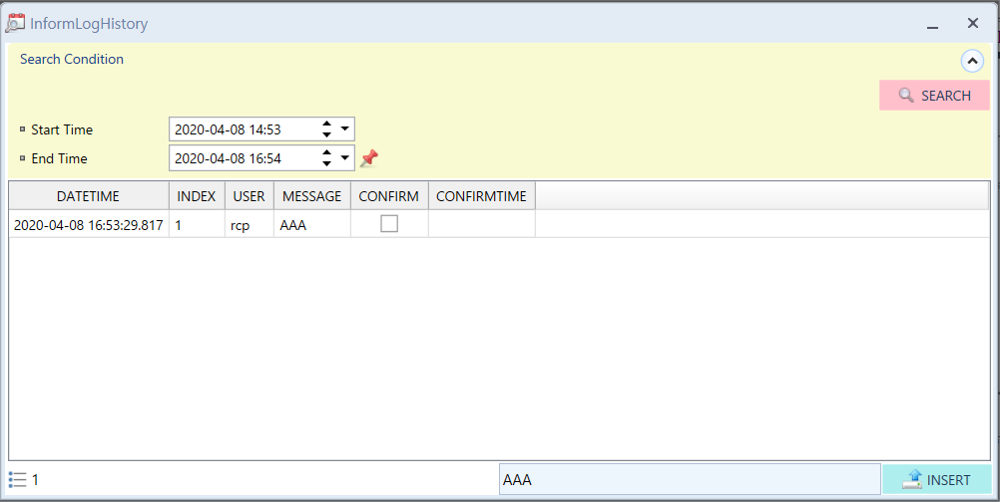 InformLogHistory
Search Condition
SEARCH
Start Time 2020-04-08 14:53
End Time 2020-04-08 16:54
DATETIME INDEX USER MESSAGE CONFIRM CONFIRMTIME
2020-04-08 16:53:29.817 1 rcp AAA
1 AAA INSERT